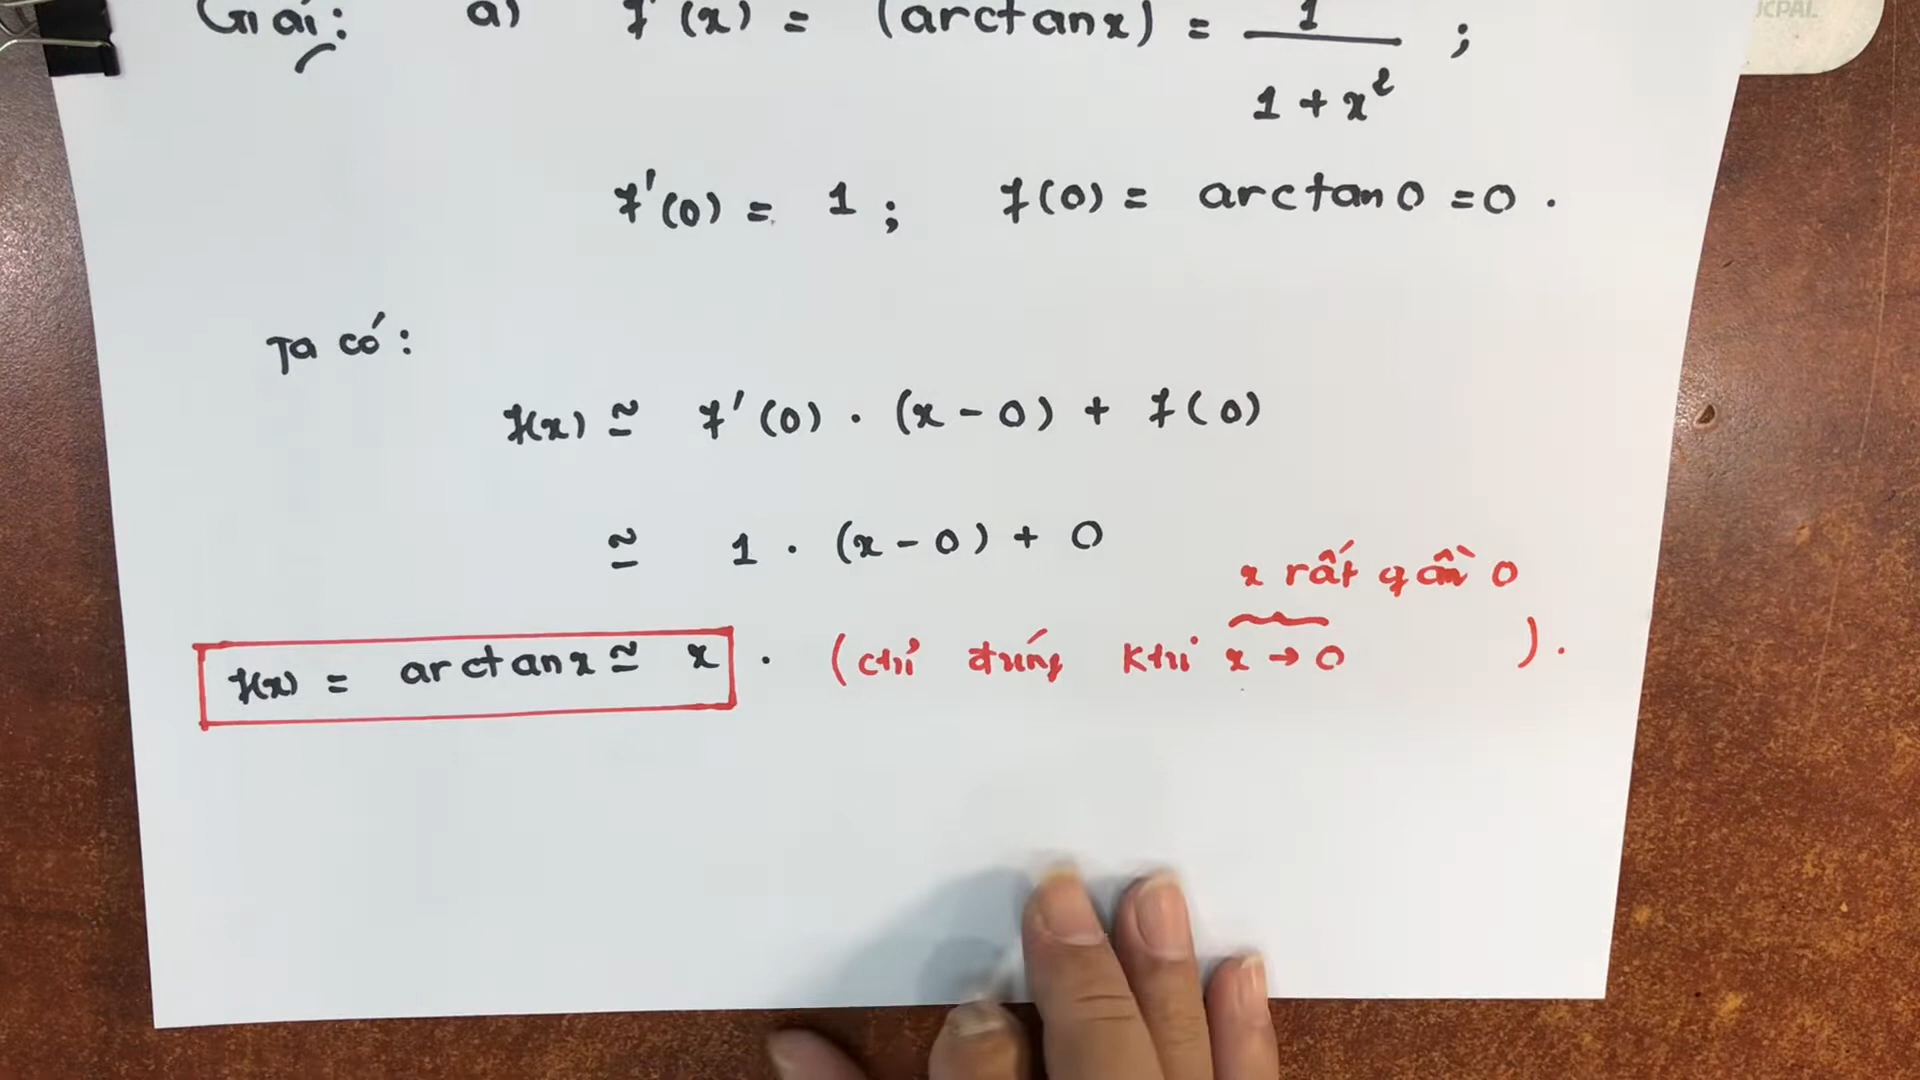 Giải: a) f'(x) = (arctanx) = 1/(1 + x²) ;
f'(0) = 1 ; f(0) = arctan0 = 0 .
Ta có:
f(x) ≅ f'(0) . (x - 0) + f(0)
≅ 1 . (x - 0) + 0
x rất gần 0
f(x) = arctanx ≅ x . (chỉ đúng khi x → 0 ) .
JCPAL